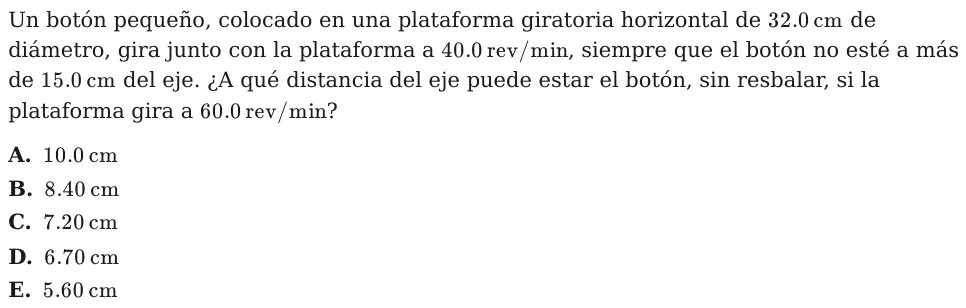 Un botón pequeño, colocado en una plataforma giratoria horizontal de 32.0 cm de
diámetro, gira junto con la plataforma a 40.0 rev/min, siempre que el botón no esté a más
de 15.0 cm del eje. ¿A qué distancia del eje puede estar el botón, sin resbalar, si la
plataforma gira a 60.0 rev/min?
A. 10.0 cm
B. 8.40 cm
C. 7.20 cm
D. 6.70 cm
E. 5.60 cm